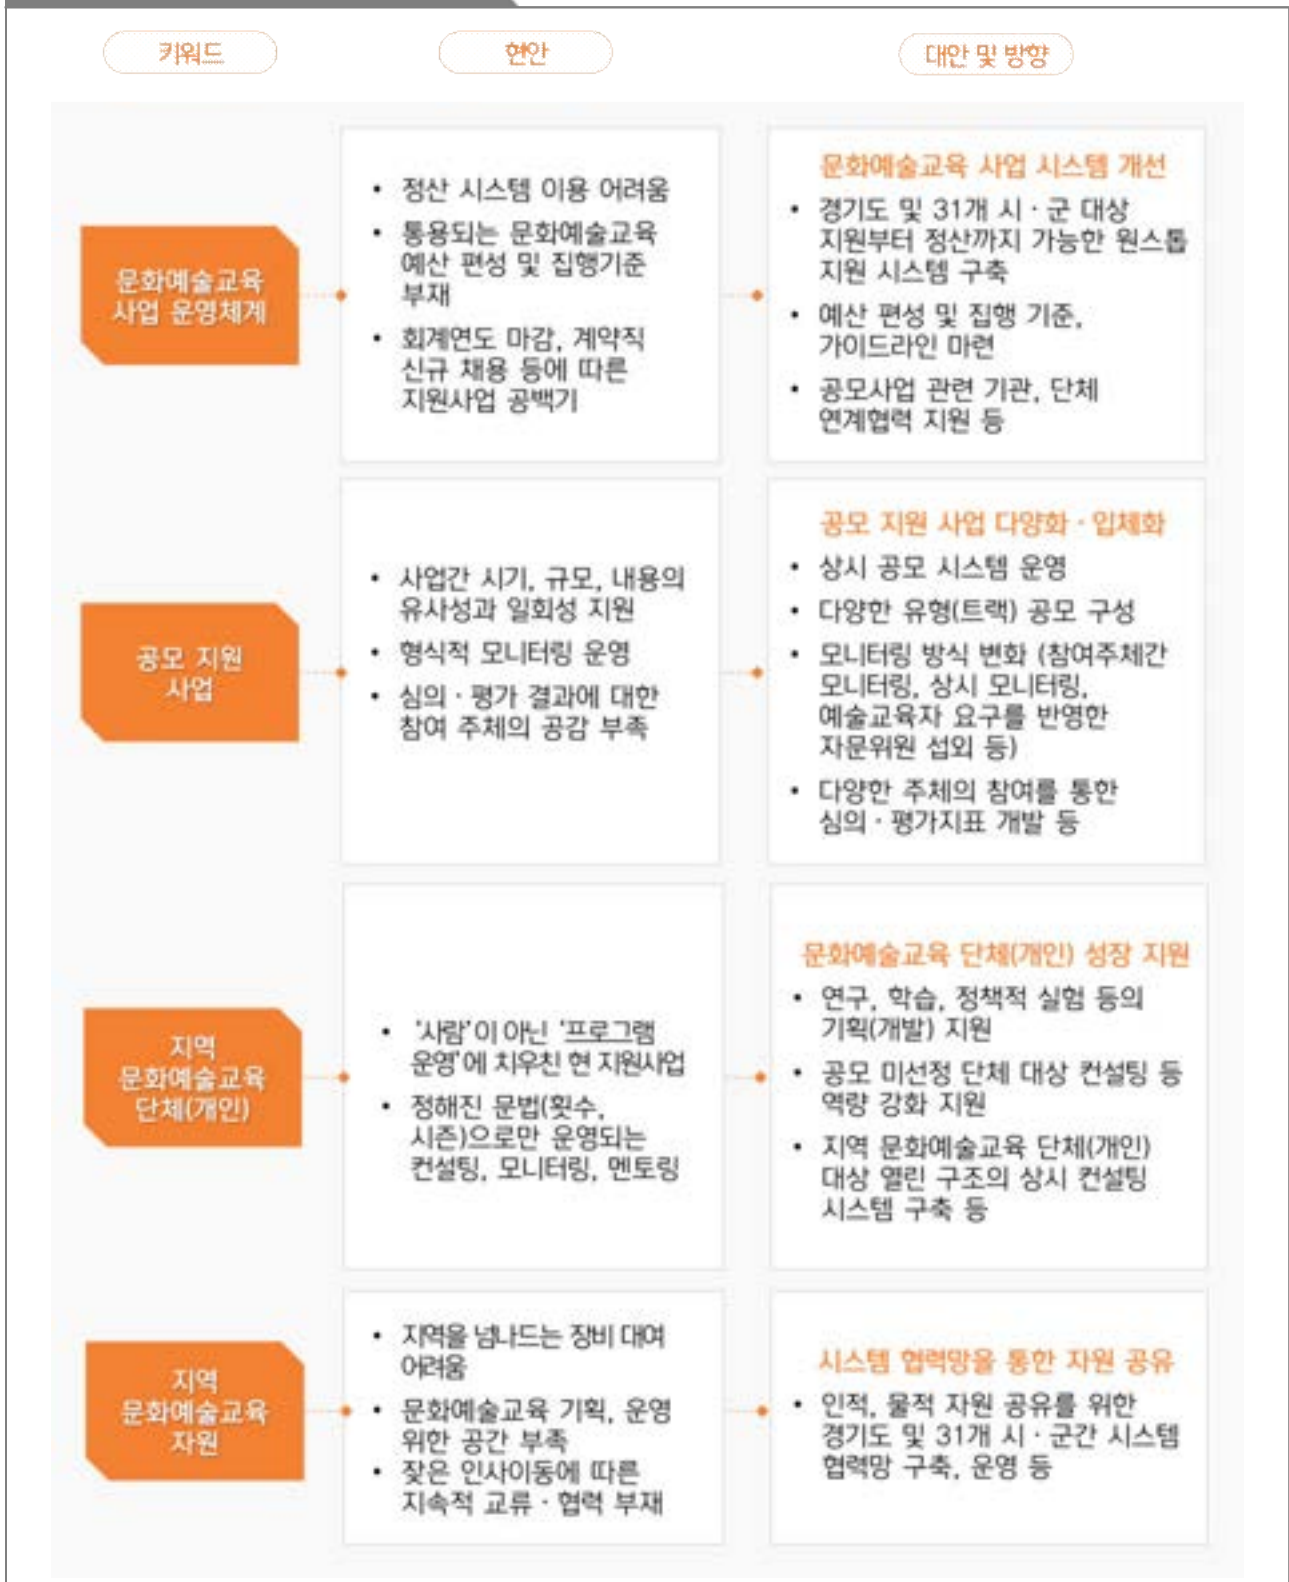 키워드
현안
대안 및 방향
문화예술교육
사업 운영체계
• 정산 시스템 이용 어려움
• 통용되는 문화예술교육
예산 편성 및 집행기준
부재
• 회계연도 마감, 계약직
신규 채용 등에 따른
지원사업 공백기
문화예술교육 사업 시스템 개선
• 경기도 및 31개 시 · 군 대상
지원부터 정산까지 가능한 원스톱
지원 시스템 구축
• 예산 편성 및 집행 기준,
가이드라인 마련
• 공모사업 관련 기관, 단체
연계협력 지원 등
공모 지원
사업
• 사업간 시기, 규모, 내용의
유사성과 일회성 지원
• 형식적 모니터링 운영
• 심의 · 평가 결과에 대한
참여 주체의 공감 부족
공모 지원 사업 다양화 · 입체화
• 상시 공모 시스템 운영
• 다양한 유형(트랙) 공모 구성
• 모니터링 방식 변화 (참여주체간
모니터링, 상시 모니터링,
예술교육자 요구를 반영한
자문위원 섭외 등)
• 다양한 주체의 참여를 통한
심의 · 평가지표 개발 등
지역
문화예술교육
단체(개인)
• '사람'이 아닌 '프로그램
운영'에 치우친 현 지원사업
• 정해진 문법(횟수,
시즌)으로만 운영되는
컨설팅, 모니터링, 멘토링
문화예술교육 단체(개인) 성장 지원
• 연구, 학습, 정책적 실험 등의
기획(개발) 지원
• 공모 미선정 단체 대상 컨설팅 등
역량 강화 지원
• 지역 문화예술교육 단체(개인)
대상 열린 구조의 상시 컨설팅
시스템 구축 등
지역
문화예술교육
자원
• 지역을 넘나드는 장비 대여
어려움
• 문화예술교육 기획, 운영
위한 공간 부족
• 잦은 인사이동에 따른
지속적 교류 · 협력 부재
시스템 협력망을 통한 자원 공유
• 인적, 물적 자원 공유를 위한
경기도 및 31개 시 · 군간 시스템
협력망 구축, 운영 등